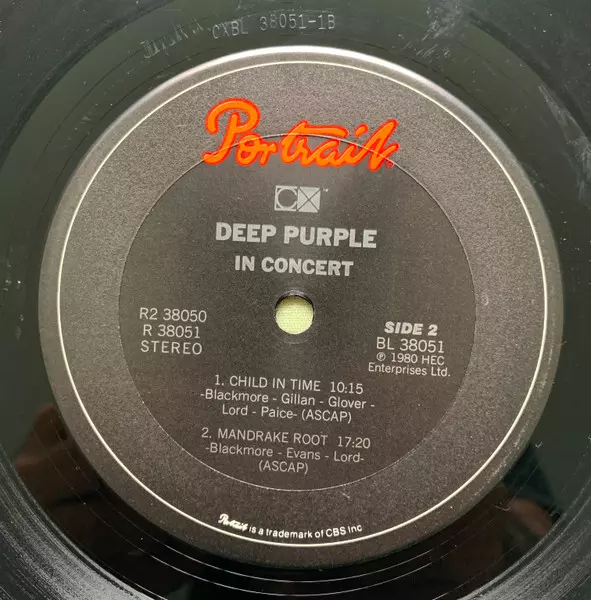 CXBL 38051-1B
Portrait
TM
DEEP PURPLE
IN CONCERT
R2 38050
R 38051
STEREO
SIDE 2
BL 38051
℗ 1980 HEC
Enterprises Ltd.
1. CHILD IN TIME 10:15
-Blackmore - Gillan - Glover -
Lord - Paice- (ASCAP)
2. MANDRAKE ROOT 17:20
-Blackmore - Evans - Lord-
(ASCAP)
Portrait is a trademark of CBS Inc